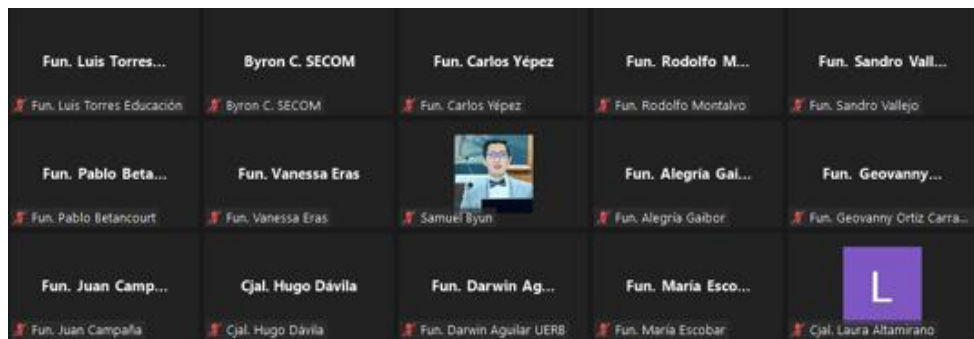 Fun. Luis Torres...
Byron C. SECOM
Fun. Carlos Yépez
Fun. Rodolfo M...
Fun. Sandro Vall...
Fun. Luis Torres Educación
Byron C. SECOM
Fun. Carlos Yépez
Fun. Rodolfo Montalvo
Fun. Sandro Vallejo
Fun. Pablo Beta...
Fun. Vanessa Eras
Fun. Alegría Gai...
Fun. Geovanny...
Fun. Pablo Betancourt
Fun. Vanessa Eras
Samuel Byun
Fun. Alegría Gaibor
Fun. Geovanny Ortiz Carra...
Fun. Juan Camp...
Cjal. Hugo Dávila
Fun. Darwin Ag...
Fun. María Esco...
L
Fun. Juan Campaña
Cjal. Hugo Dávila
Fun. Darwin Aguilar UERB
Fun. María Escobar
Cjal. Laura Altamirano